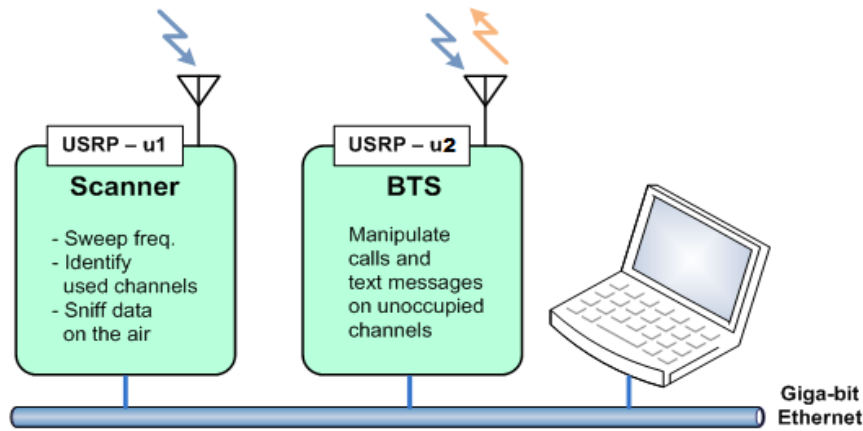 USRP – u1
Scanner
- Sweep freq.
- Identify
used channels
- Sniff data
on the air
USRP – u2
BTS
Manipulate
calls and
text messages
on unoccupied
channels
Giga-bit
Ethernet